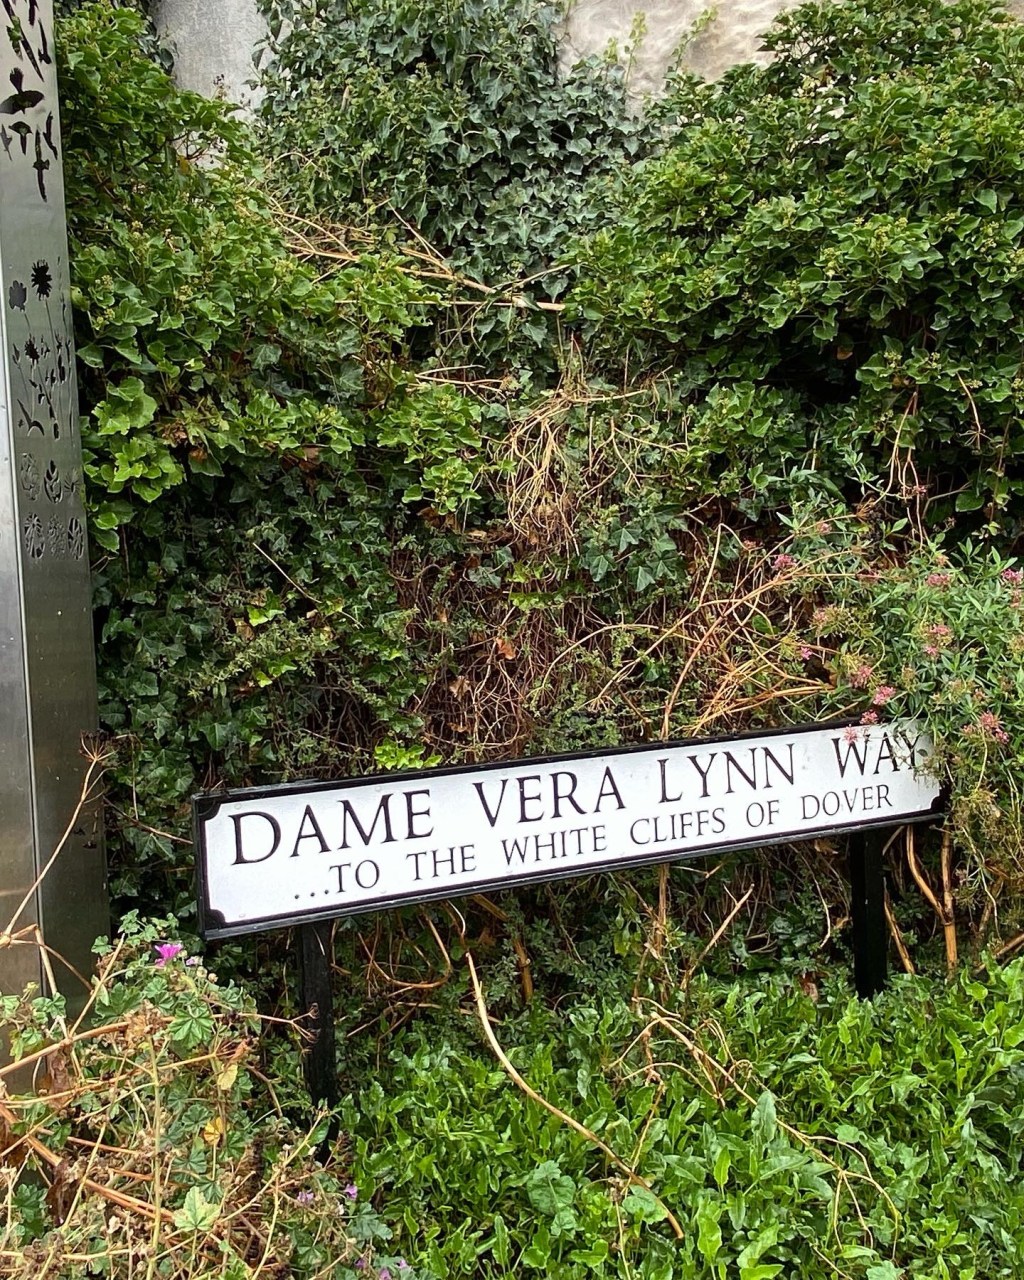 DAME VERA LYNN WAY
...TO THE WHITE CLIFFS OF DOVER